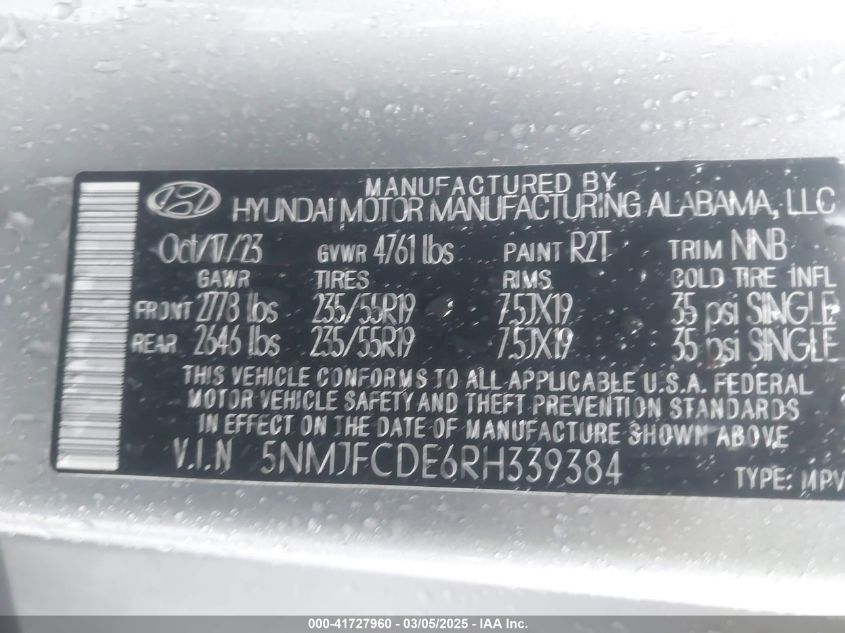 MANUFACTURED BY
HYUNDAI MOTOR MANUFACTURING ALABAMA, LLC
Oct/17/23 GVWR 4761 lbs PAINT R2T TRIM NNB
GAWR TIRES RIMS COLD TIRE INFL
FRONT 2778 lbs 235/55R19 7.5JX19 35 psi SINGLE
REAR 2646 lbs 235/55R19 7.5JX19 35 psi SINGLE
THIS VEHICLE CONFORMS TO ALL APPLICABLE U.S.A. FEDERAL
MOTOR VEHICLE SAFETY AND THEFT PREVENTION STANDARDS
IN EFFECT ON THE DATE OF MANUFACTURE SHOWN ABOVE.
V.I.N 5NMJFCDE6RH339384 TYPE: MPV
000-41727960 - 03/05/2025 - IAA Inc.